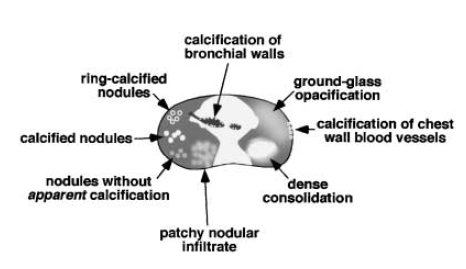 calcification of
bronchial walls
ring-calcified
nodules
ground-glass
opacification
calcified nodules
calcification of chest
wall blood vessels
nodules without
apparent calcification
dense
consolidation
patchy nodular
infiltrate